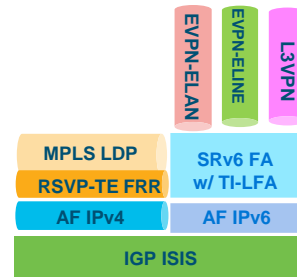 EVPN-ELAN
EVPN-ELINE
L3VPN
MPLS LDP
RSVP-TE FRR
SRv6 FA
w/ TI-LFA
AF IPv4
AF IPv6
IGP ISIS